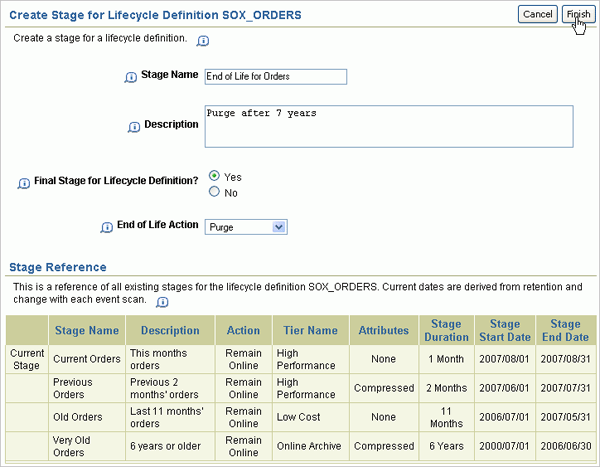 Create Stage for Lifecycle Definition SOX_ORDERS
Cancel
Finish
Create a stage for a lifecycle definition.
Stage Name
End of Life for Orders
Description
Purge after 7 years
Final Stage for Lifecycle Definition?
Yes
No
End of Life Action
Purge
Stage Reference
This is a reference of all existing stages for the lifecycle definition SOX_ORDERS. Current dates are derived from retention and
change with each event scan.
Stage Name Description Action Tier Name Attributes Stage Duration Stage Start Date Stage End Date
Current Stage Current Orders This months orders Remain Online High Performance None 1 Month 2007/08/01 2007/08/31
Previous Orders Previous 2 months' orders Remain Online High Performance Compressed 2 Months 2007/06/01 2007/07/31
Old Orders Last 11 months' orders Remain Online Low Cost None 11 Months 2006/07/01 2007/05/31
Very Old Orders 6 years or older Remain Online Online Archive Compressed 6 Years 2000/07/01 2006/06/30